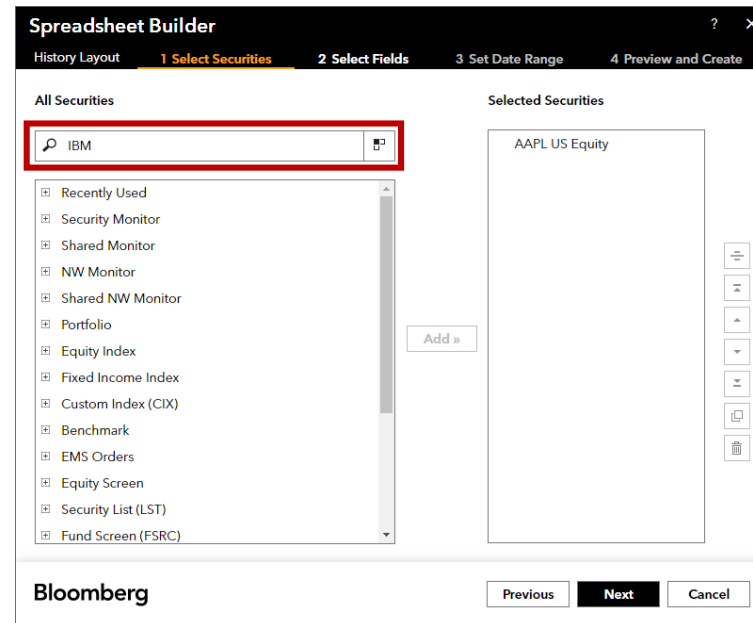 Spreadsheet Builder ?
History Layout 1 Select Securities 2 Select Fields 3 Set Date Range 4 Preview and Create
All Securities Selected Securities
IBM
AAPL US Equity
Recently Used
Security Monitor
Shared Monitor
NW Monitor
Shared NW Monitor
Portfolio
Add »
Equity Index
Fixed Income Index
Custom Index (CIX)
Benchmark
EMS Orders
Equity Screen
Security List (LST)
Fund Screen (FSRC)
Bloomberg Previous Next Cancel